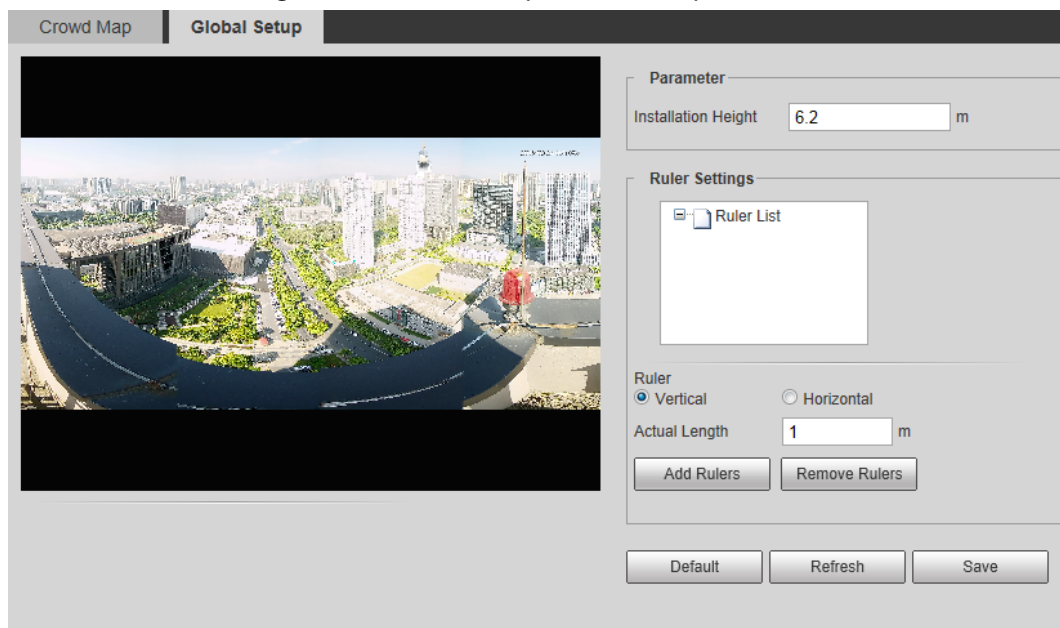 Crowd Map Global Setup
Parameter
Installation Height 6.2 m
Ruler Settings
Ruler List
Ruler
Vertical Horizontal
Actual Length 1 m
Add Rulers Remove Rulers
Default Refresh Save